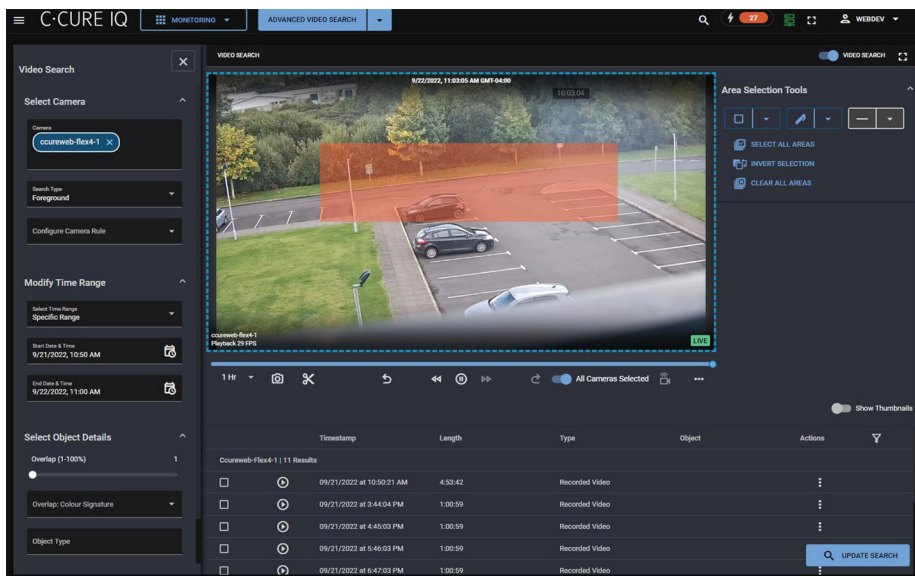 C·CURE IQ
MONITORING
ADVANCED VIDEO SEARCH
27
WEBDEV
Video Search
Select Camera
Camera
ccureweb-flex4-1
Search Type
Foreground
Configure Camera Rule
Modify Time Range
Select Time Range
Specific Range
Start Date & Time
9/21/2022, 10:50 AM
End Date & Time
9/22/2022, 11:00 AM
Select Object Details
Overlap (1-100%) 1
Overlap: Colour Signature
Object Type
VIDEO SEARCH
VIDEO SEARCH
9/22/2022, 11:03:05 AM GMT-04:00
16:03:04
ccureweb-flex4-1
Playback 29 FPS
LIVE
Area Selection Tools
SELECT ALL AREAS
INVERT SELECTION
CLEAR ALL AREAS
1 Hr
All Cameras Selected
Show Thumbnails
Timestamp Length Type Object Actions
Ccureweb-Flex4-1 | 11 Results
09/21/2022 at 10:50:21 AM 4:53:42 Recorded Video
09/21/2022 at 3:44:04 PM 1:00:59 Recorded Video
09/21/2022 at 4:45:03 PM 1:00:59 Recorded Video
09/21/2022 at 5:46:03 PM 1:00:59 Recorded Video
09/21/2022 at 6:47:03 PM 1:00:59 Recorded Video
UPDATE SEARCH